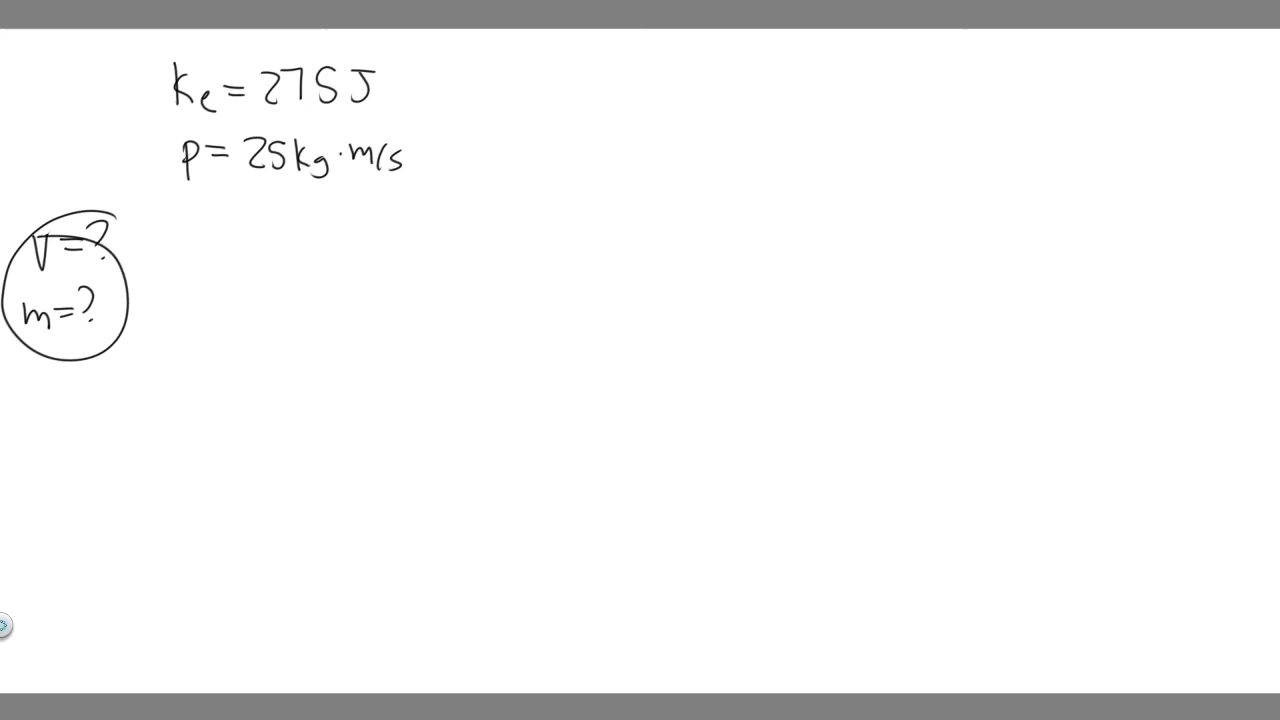 Ke = 275 J
p = 25 kg · m/s
v = ?
m = ?